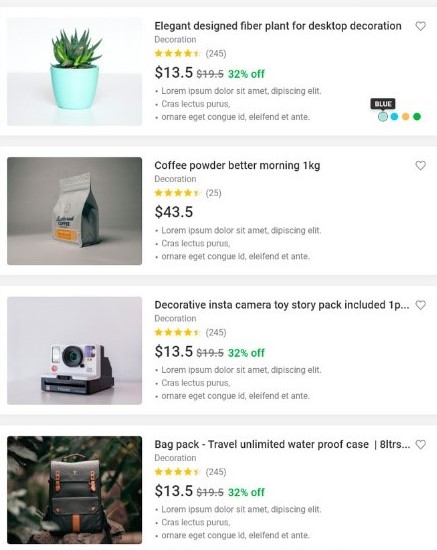 Elegant designed fiber plant for desktop decoration
Decoration
(245)
$13.5 $19.5 32% off
• Lorem ipsum dolor sit amet, dipiscing elit.
• Cras lectus purus,
• ornare eget congue id, eleifend et ante.
BLUE
Coffee powder better morning 1kg
Decoration
(25)
$43.5
• Lorem ipsum dolor sit amet, dipiscing elit.
• Cras lectus purus,
• ornare eget congue id, eleifend et ante.
COFFEE
Decorative insta camera toy story pack included 1p...
Decoration
(245)
$13.5 $19.5 32% off
• Lorem ipsum dolor sit amet, dipiscing elit.
• Cras lectus purus,
• ornare eget congue id, eleifend et ante.
Bag pack - Travel unlimited water proof case | 8ltrs...
Decoration
(245)
$13.5 $19.5 32% off
• Lorem ipsum dolor sit amet, dipiscing elit.
• Cras lectus purus,
• ornare eget congue id, eleifend et ante.